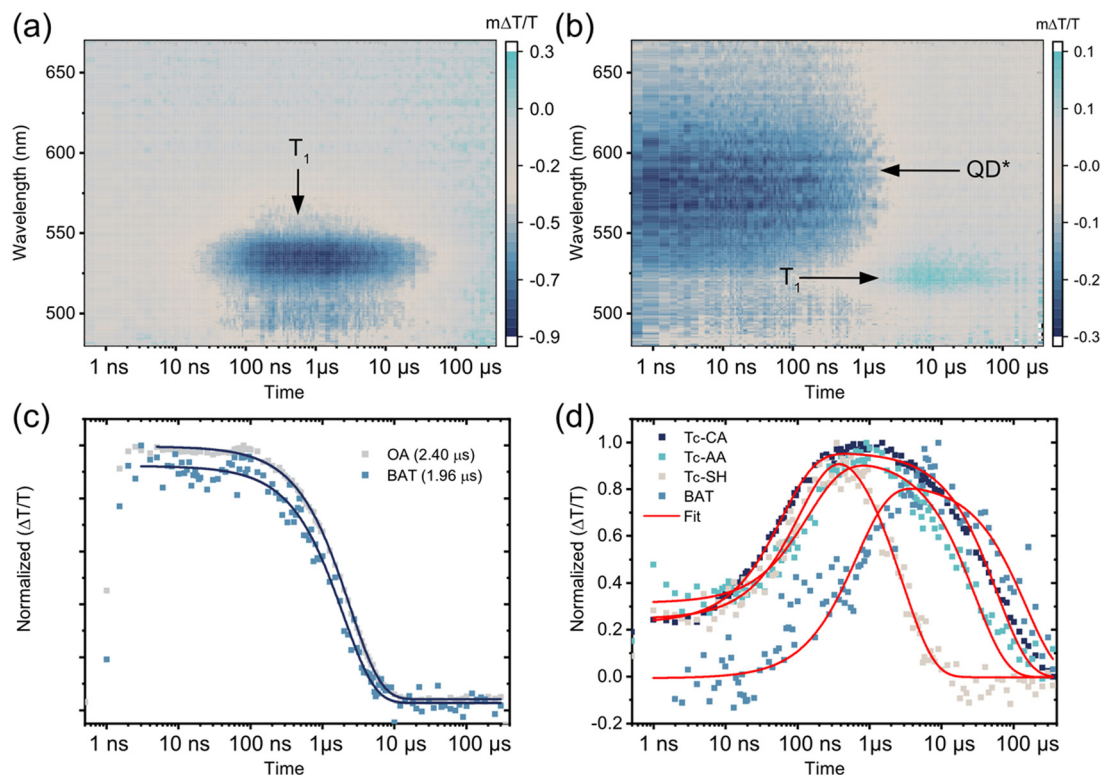 (a)
mΔT/T
(b)
mΔT/T
Wavelength (nm)
650
600
550
500
T1
0.3
0.0
-0.2
-0.5
-0.7
-0.9
1 ns
10 ns
100 ns
1µs
10 µs
100 µs
Time
Wavelength (nm)
650
600
550
500
QD*
T1
0.1
0.1
-0.0
-0.1
-0.2
-0.3
1 ns
10 ns
100 ns
1µs
10 µs
100 µs
Time
(c)
Normalized (ΔT/T)
OA (2.40 µs)
BAT (1.96 µs)
1 ns
10 ns
100 ns
1µs
10 µs
100 µs
Time
(d)
Normalized (ΔT/T)
1.0
0.8
0.6
0.4
0.2
0.0
-0.2
Tc-CA
Tc-AA
Tc-SH
BAT
Fit
1 ns
10 ns
100 ns
1µs
10 µs
100 µs
Time